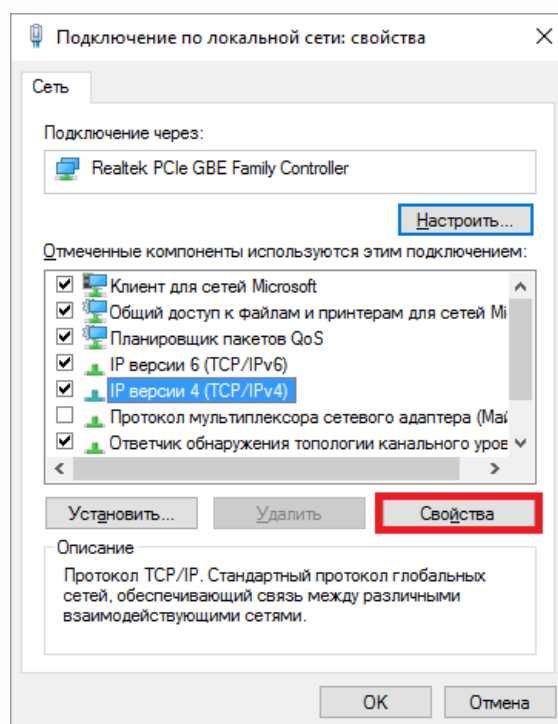 Подключение по локальной сети: свойства
Сеть
Подключение через:
Realtek PCIe GBE Family Controller
Настроить...
Отмеченные компоненты используются этим подключением:
Клиент для сетей Microsoft
Общий доступ к файлам и принтерам для сетей Mi
Планировщик пакетов QoS
IP версии 6 (TCP/IPv6)
IP версии 4 (TCP/IPv4)
Протокол мультиплексора сетевого адаптера (Май
Ответчик обнаружения топологии канального уров
Установить...
Удалить
Свойства
Описание
Протокол TCP/IP. Стандартный протокол глобальных
сетей, обеспечивающий связь между различными
взаимодействующими сетями.
OK
Отмена